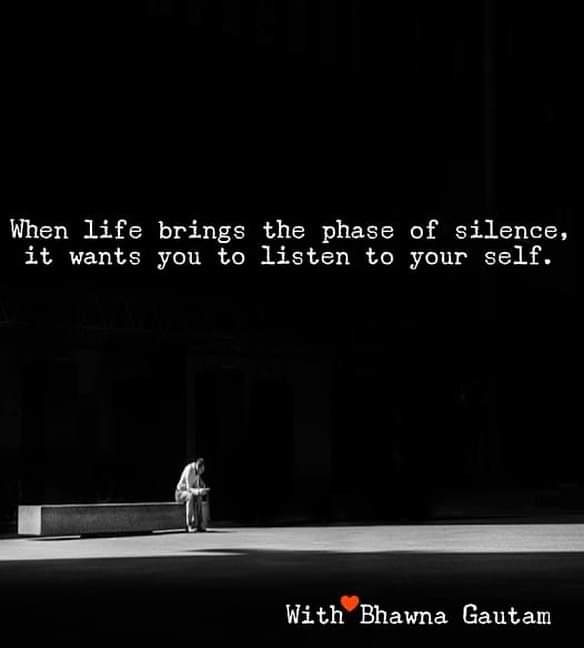 When life brings the phase of silence,
it wants you to listen to your self.
With❤️Bhawna Gautam